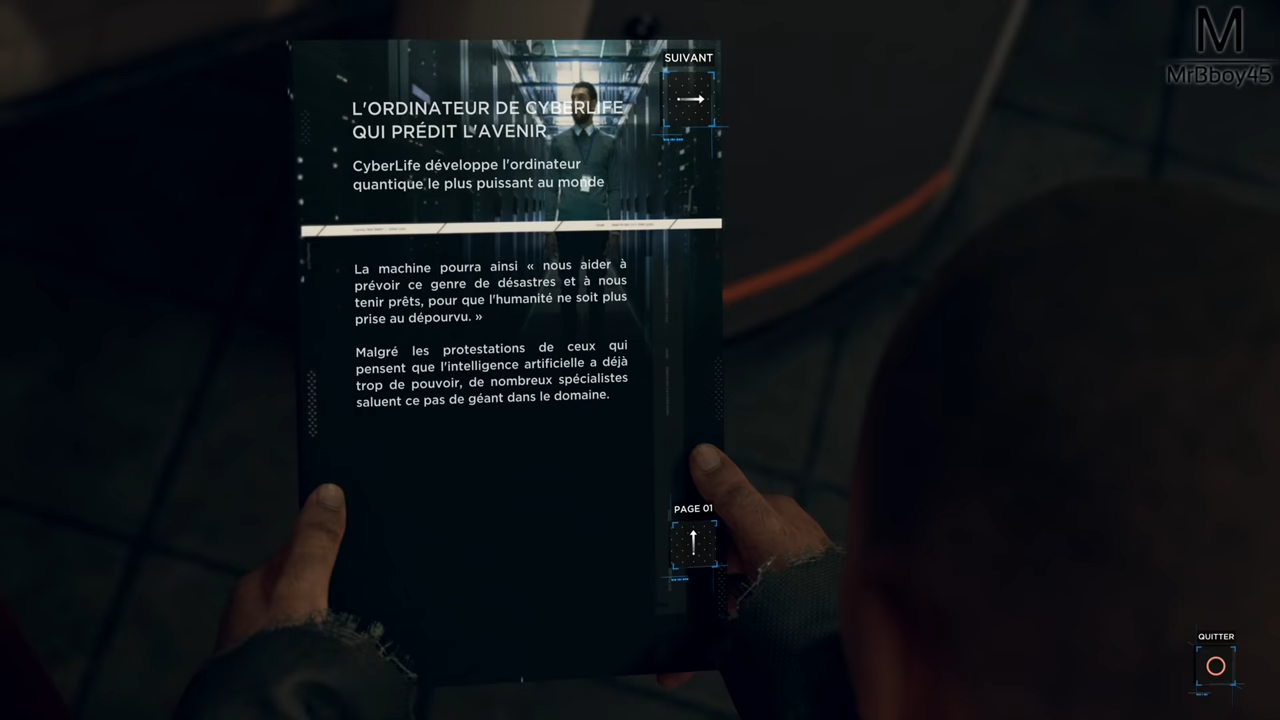 M
MrBboy45
SUIVANT
L'ORDINATEUR DE CYBERLIFE
QUI PRÉDIT L'AVENIR
CyberLife développe l'ordinateur
quantique le plus puissant au monde
La machine pourra ainsi « nous aider à
prévoir ce genre de désastres et à nous
tenir prêts, pour que l'humanité ne soit plus
prise au dépourvu. »
Malgré les protestations de ceux qui
pensent que l'intelligence artificielle a déjà
trop de pouvoir, de nombreux spécialistes
saluent ce pas de géant dans le domaine.
PAGE 01
QUITTER